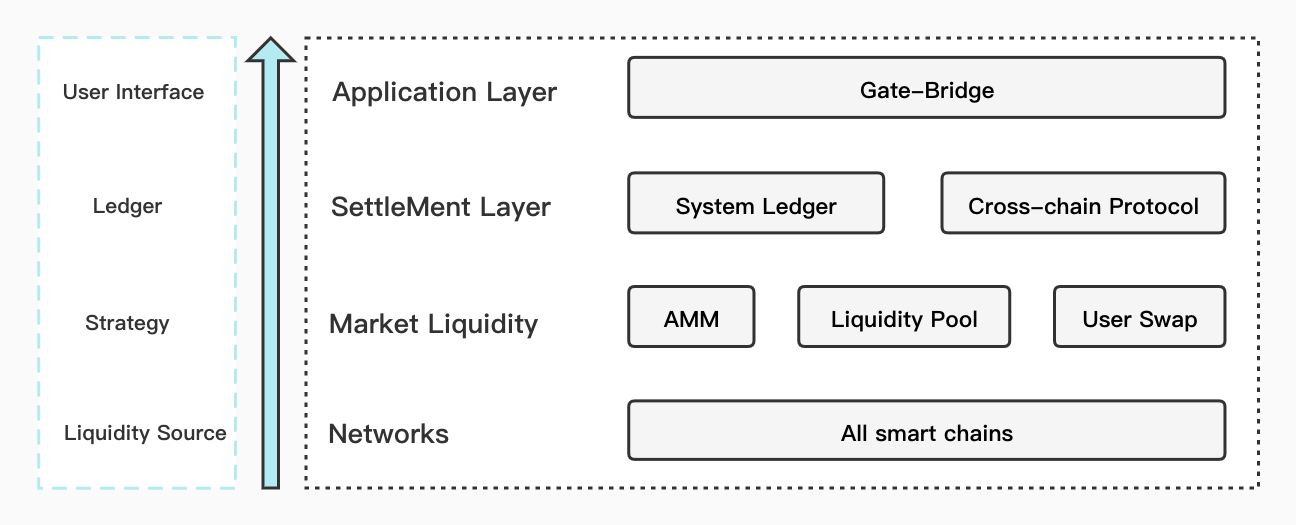 User Interface
Application Layer
Gate-Bridge
Ledger
SettleMent Layer
System Ledger
Cross-chain Protocol
Strategy
Market Liquidity
AMM
Liquidity Pool
User Swap
Liquidity Source
Networks
All smart chains